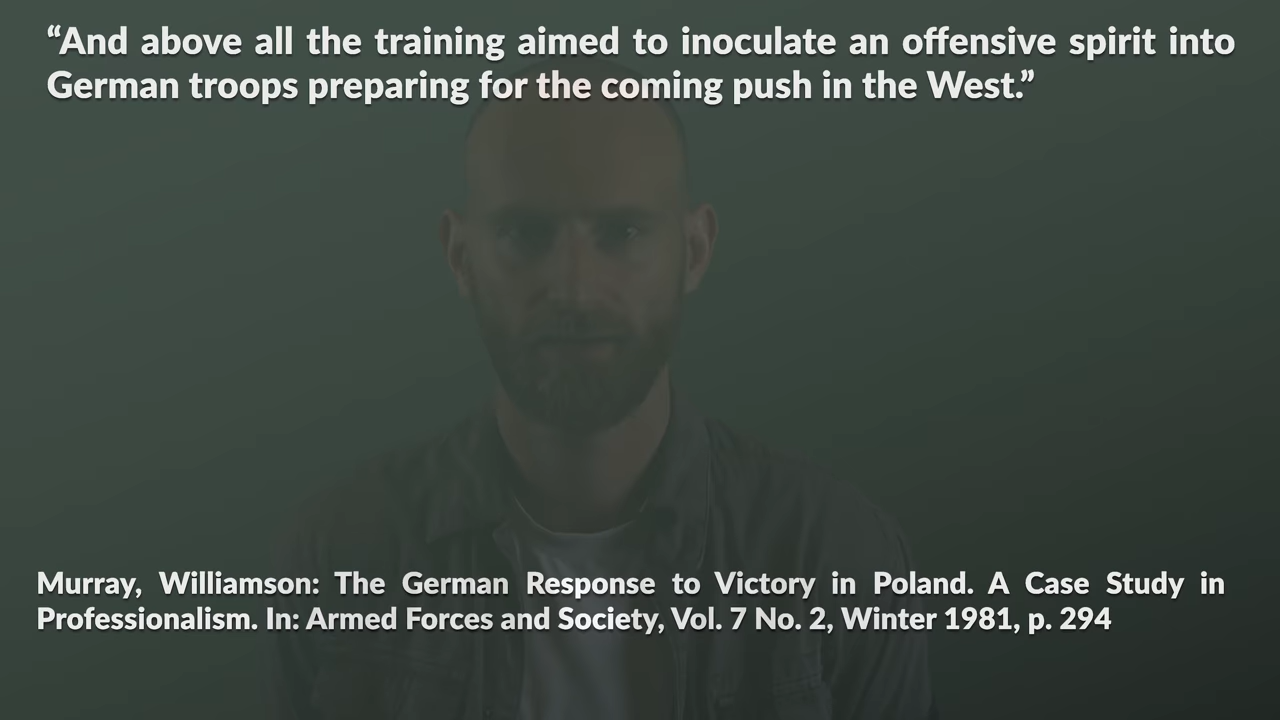 “And above all the training aimed to inoculate an offensive spirit into
German troops preparing for the coming push in the West.”
Murray, Williamson: The German Response to Victory in Poland. A Case Study in
Professionalism. In: Armed Forces and Society, Vol. 7 No. 2, Winter 1981, p. 294